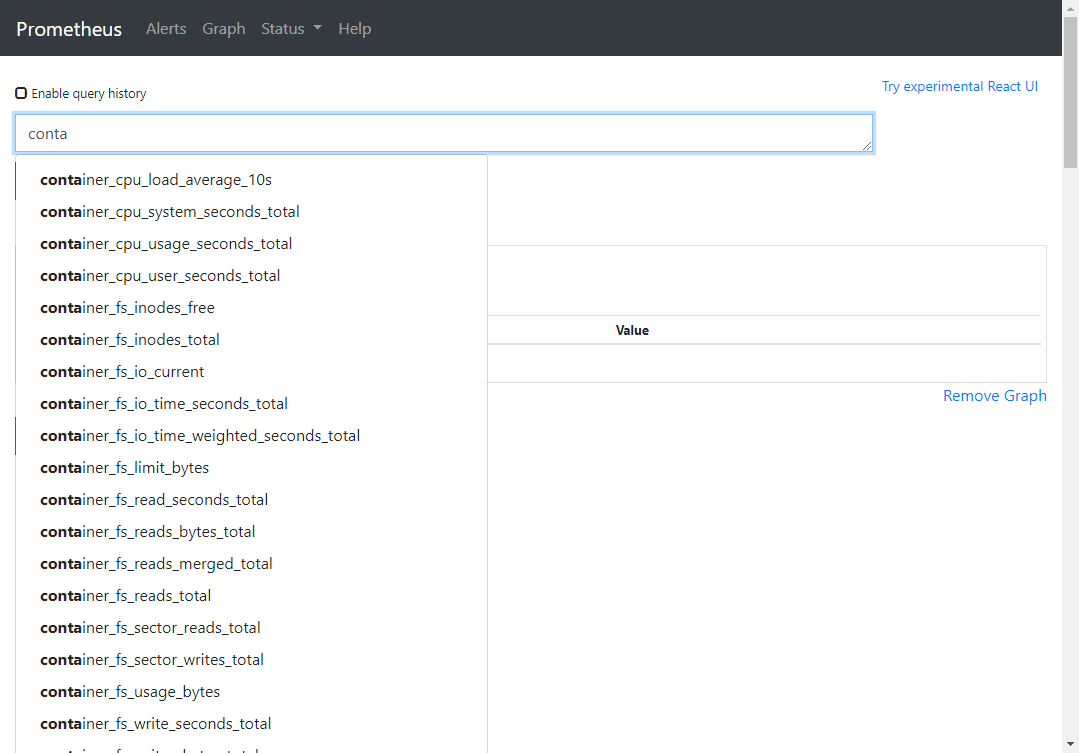 Prometheus Alerts Graph Status Help
Try experimental React UI
Enable query history
conta
container_cpu_load_average_10s
container_cpu_system_seconds_total
container_cpu_usage_seconds_total
container_cpu_user_seconds_total
container_fs_inodes_free
container_fs_inodes_total
Value
container_fs_io_current
Remove Graph
container_fs_io_time_seconds_total
container_fs_io_time_weighted_seconds_total
container_fs_limit_bytes
container_fs_read_seconds_total
container_fs_reads_bytes_total
container_fs_reads_merged_total
container_fs_reads_total
container_fs_sector_reads_total
container_fs_sector_writes_total
container_fs_usage_bytes
container_fs_write_seconds_total